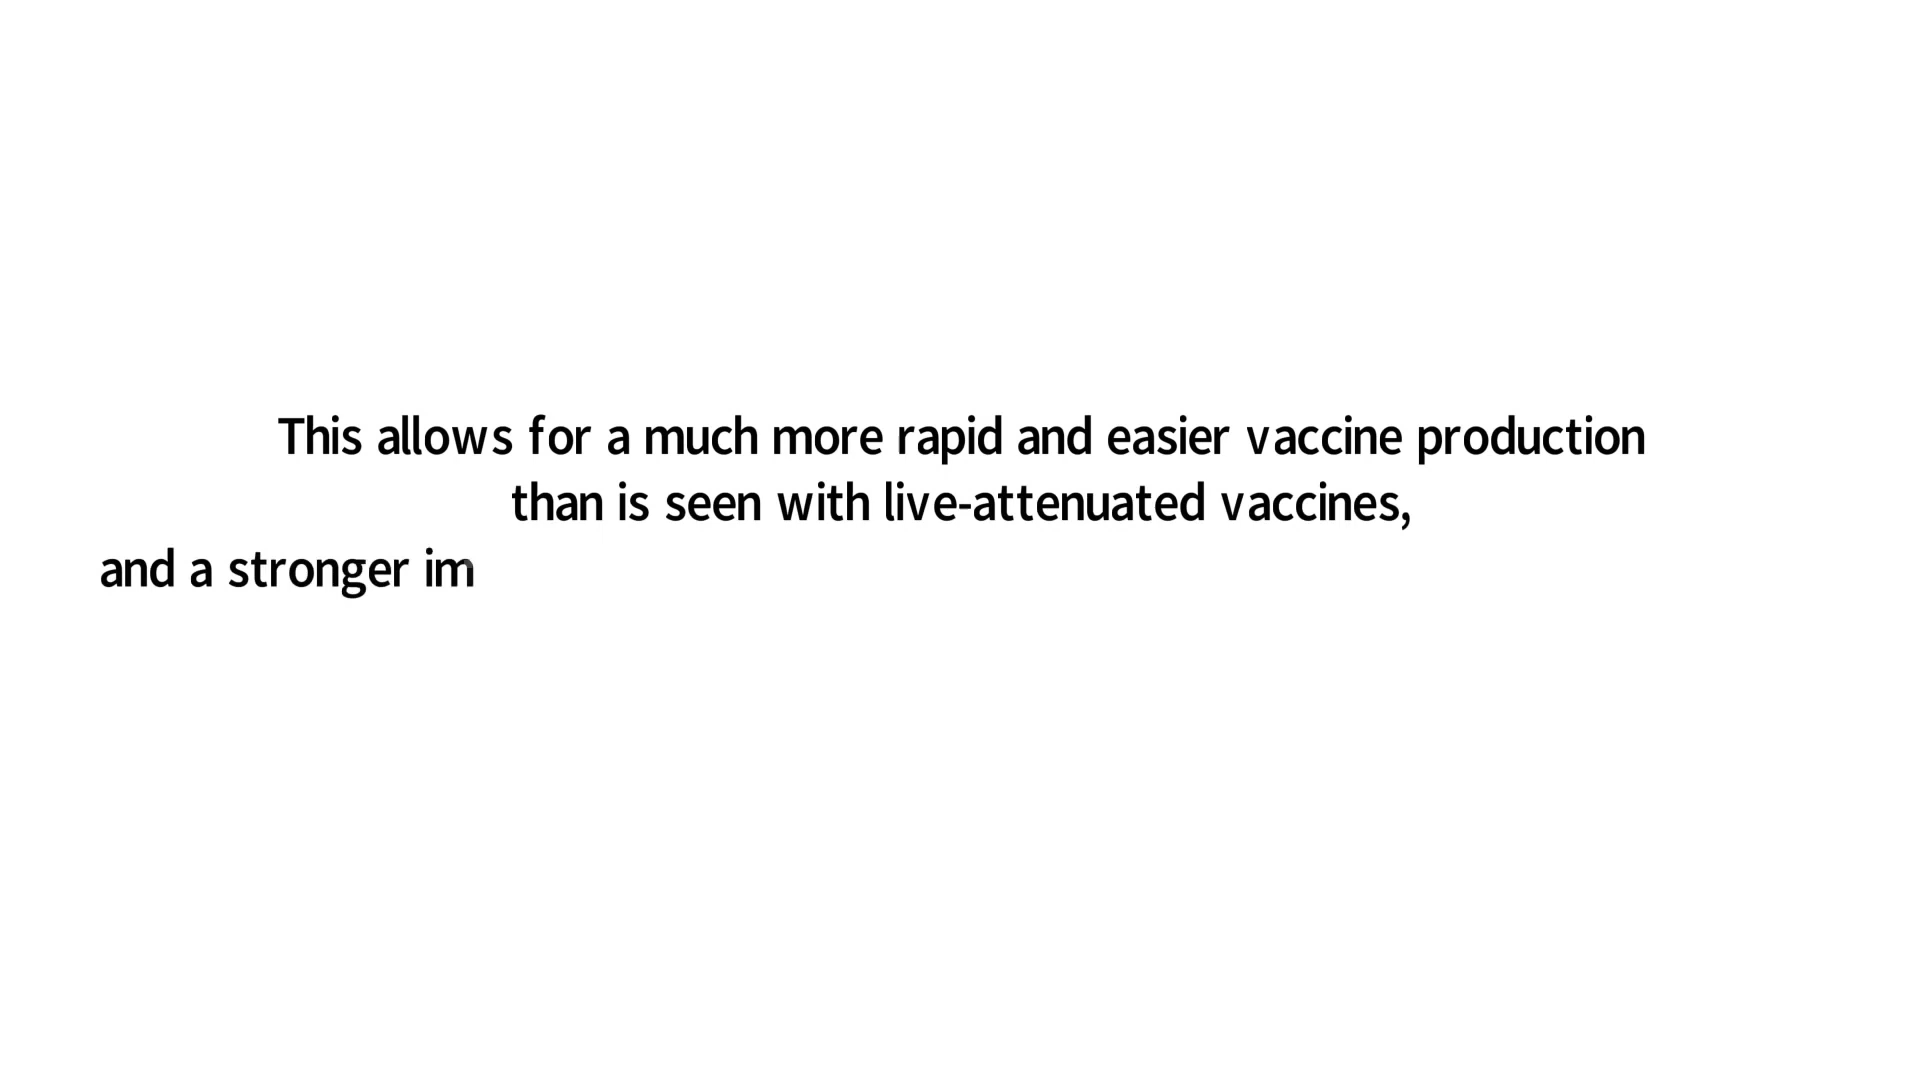 This allows for a much more rapid and easier vaccine production
than is seen with live-attenuated vaccines,
and a stronger im